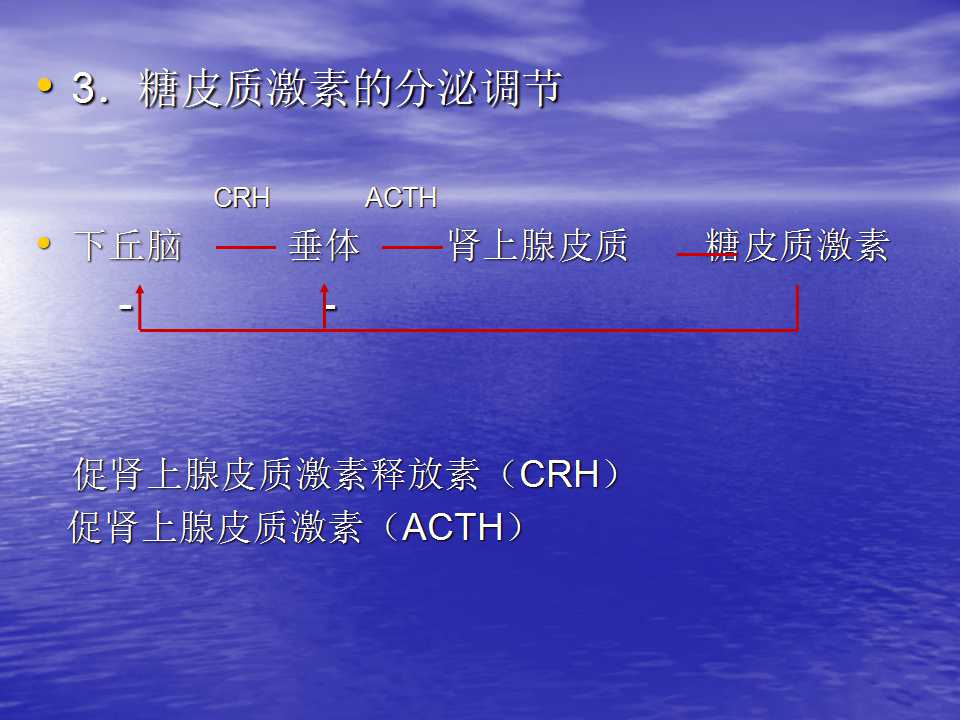 • 3．糖皮质激素的分泌调节
CRH ACTH
• 下丘脑 垂体 肾上腺皮质 糖皮质激素
- -
促肾上腺皮质激素释放素（CRH）
促肾上腺皮质激素（ACTH）